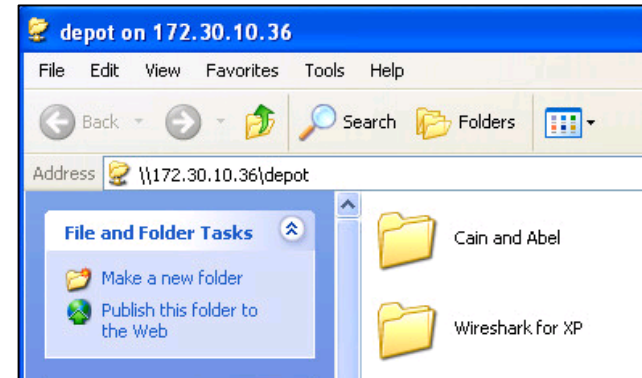 depot on 172.30.10.36
File Edit View Favorites Tools Help
Back Search Folders
Address \\172.30.10.36\depot
File and Folder Tasks
Make a new folder
Publish this folder to
the Web
Cain and Abel
Wireshark for XP